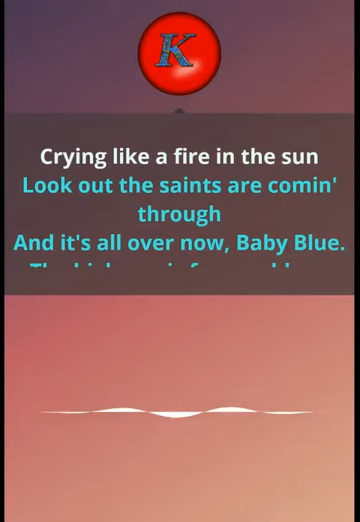 K
Crying like a fire in the sun
Look out the saints are comin'
through
And it's all over now, Baby Blue.